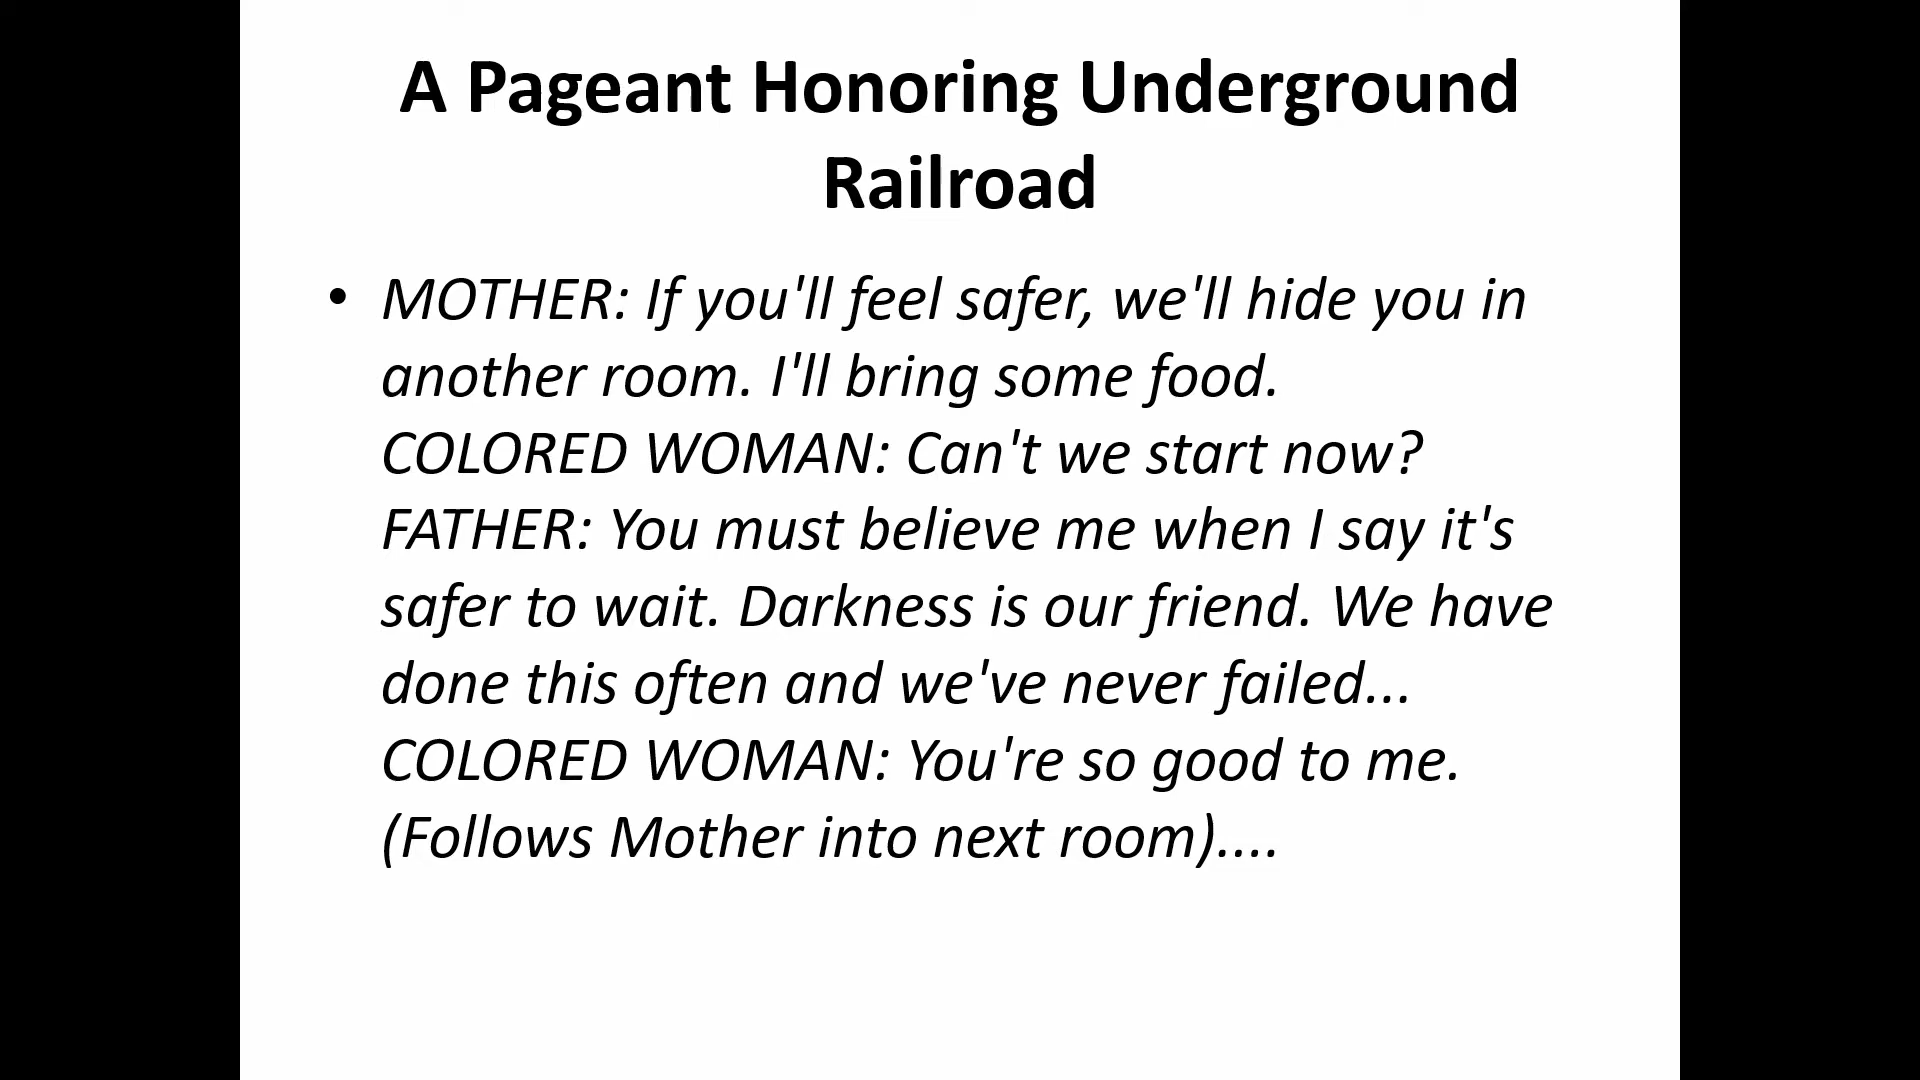 A Pageant Honoring Underground
Railroad
• MOTHER: If you'll feel safer, we'll hide you in
another room. I'll bring some food.
COLORED WOMAN: Can't we start now?
FATHER: You must believe me when I say it's
safer to wait. Darkness is our friend. We have
done this often and we've never failed...
COLORED WOMAN: You're so good to me.
(Follows Mother into next room)....